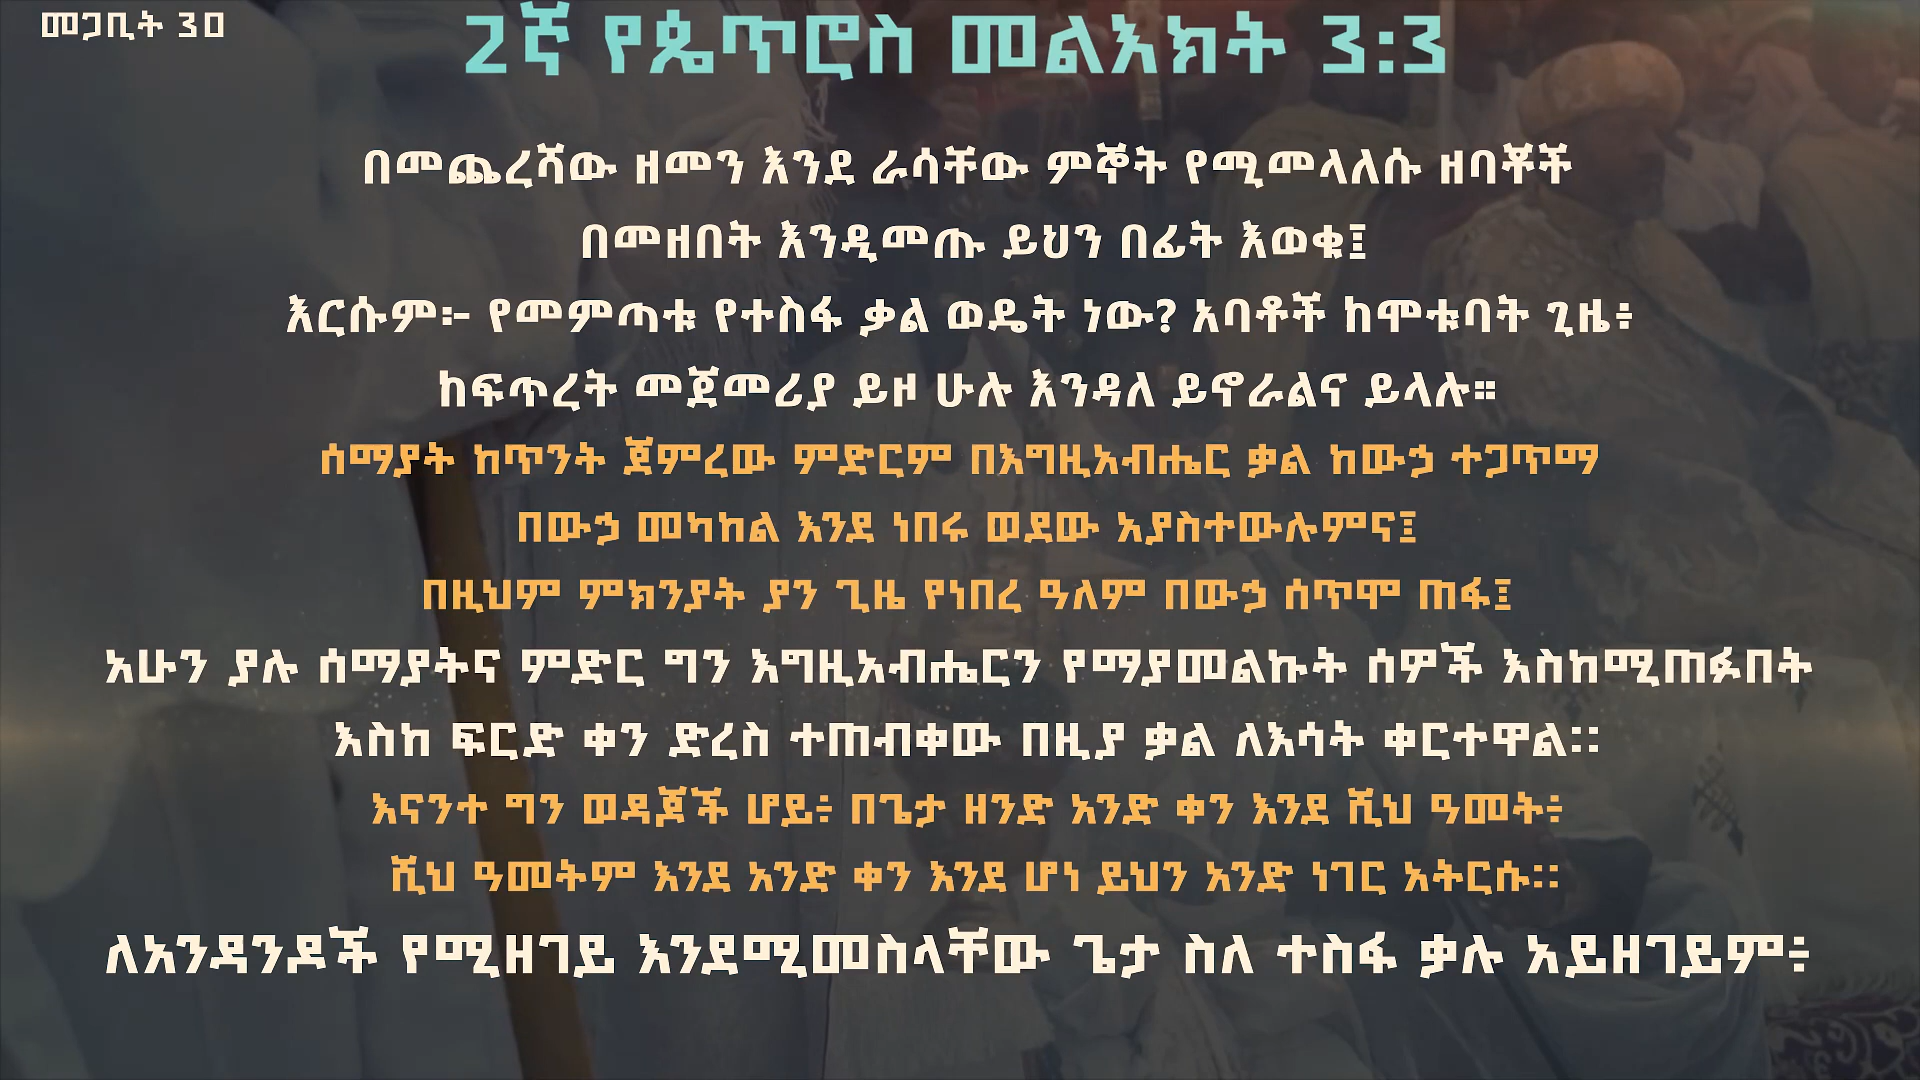 መጋቢት 30
2ኛ የጴጥሮስ መልእክት 3:3
በመጨረሻው ዘመን እንደ ራሳቸው ምኞት የሚመላለሱ ዘባቾች
በመዘበት እንዲመጡ ይህን በፊት እወቁ፤
እርሱም፦ የመምጣቱ የተስፋ ቃል ወዴት ነው? አባቶች ከሞቱባት ጊዜ፥
ከፍጥረት መጀመሪያ ይዞ ሁሉ እንዳለ ይኖራልና ይላሉ።
ሰማያት ከጥንት ጀምረው ምድርም በእግዚአብሔር ቃል ከውኃ ተጋጥማ
በውኃ መካከል እንደ ነበሩ ወደው አያስተውሉምና፤
በዚህም ምክንያት ያን ጊዜ የነበረ ዓለም በውኃ ሰጥሞ ጠፋ፤
አሁን ያሉ ሰማያትና ምድር ግን እግዚአብሔርን የማያመልኩት ሰዎች እስከሚጠፉበት
እስከ ፍርድ ቀን ድረስ ተጠብቀው በዚያ ቃል ለእሳት ቀርተዋል::
እናንተ ግን ወዳጆች ሆይ፥ በጌታ ዘንድ አንድ ቀን እንደ ሺህ ዓመት፥
ሺህ ዓመትም እንደ አንድ ቀን እንደ ሆነ ይህን አንድ ነገር አትርሱ::
ለአንዳንዶች የሚዘገይ እንደሚመስላቸው ጌታ ስለ ተስፋ ቃሉ አይዘገይም፥